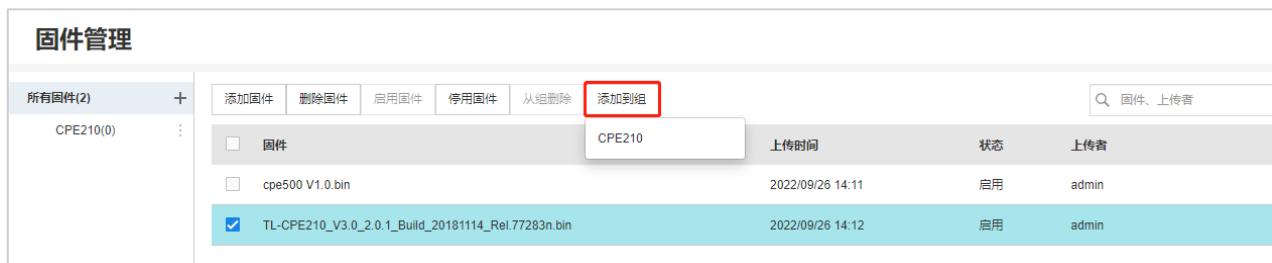 固件管理
所有固件(2) +
CPE210(0)
添加固件 删除固件 启用固件 停用固件 从组删除 添加到组 固件、上传者
CPE210
固件 上传时间 状态 上传者
cpe500 V1.0.bin 2022/09/26 14:11 启用 admin
TL-CPE210_V3.0_2.0.1_Build_20181114_Rel.77283n.bin 2022/09/26 14:12 启用 admin